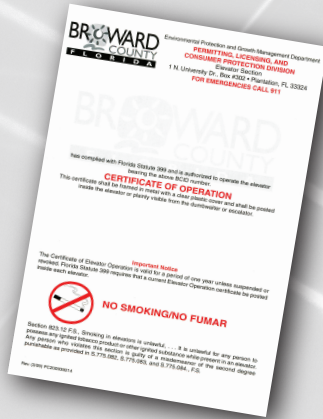 BROWARD
COUNTY
FLORIDA
Environmental Protection and Growth Management Department
PERMITTING, LICENSING, AND
CONSUMER PROTECTION DIVISION
Elevator Section
1 N. University Dr., Box #302 • Plantation, FL 33324
FOR EMERGENCIES CALL 911
BROWARD
COUNTY
FLORIDA
has complied with Florida Statute 399 and is authorized to operate the elevator
bearing the above BCID number.
CERTIFICATE OF OPERATION
This certificate shall be framed in metal with a clear plastic cover and shall be posted
inside the elevator or plainly visible from the dumbwaiter or escalator.
Important Notice
The Certificate of Elevator Operation is valid for a period of one year unless suspended or
revoked. Florida Statute 399 requires that a current Elevator Operation certificate be posted
inside each elevator.
NO SMOKING/NO FUMAR
Section 823.12 F.S., Smoking in elevators is unlawful, . . . it is unlawful for any person to
possess any ignited tobacco product or other ignited substance while present in an elevator.
Any person who violates this section is guilty of a misdemeanor of the second degree
punishable as provided in S.775.082, S.775.083, and S.775.084., F.S.